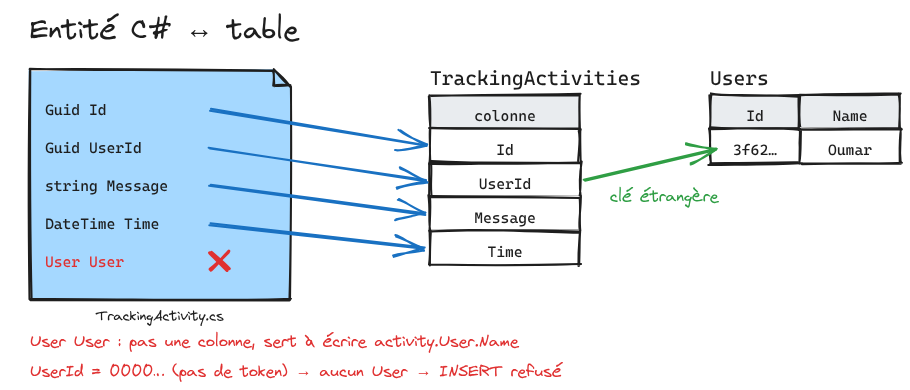 Entité C# ↔ table
Guid Id
Guid UserId
string Message
DateTime Time
User User
TrackingActivity.cs
TrackingActivities
colonne
Id
UserId
Message
Time
clé étrangère
Users
Id Name
3f62… Oumar
User User : pas une colonne, sert à écrire activity.User.Name
UserId = 0000... (pas de token) → aucun User → INSERT refusé